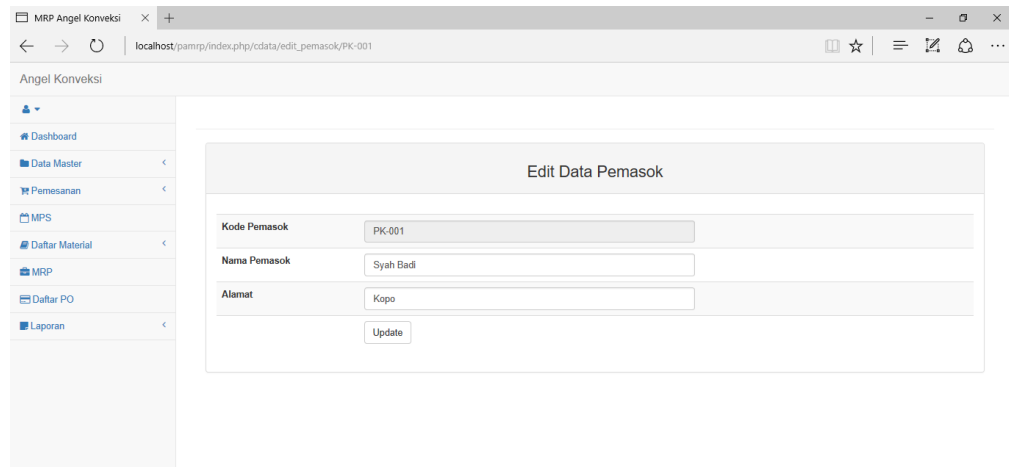 MRP Angel Konveksi
localhost/pamrp/index.php/cdata/edit_pemasok/PK-001
Angel Konveksi
Dashboard
Data Master
Pemesanan
MPS
Daftar Material
MRP
Daftar PO
Laporan
Edit Data Pemasok
Kode Pemasok PK-001
Nama Pemasok Syah Badi
Alamat Kopo
Update